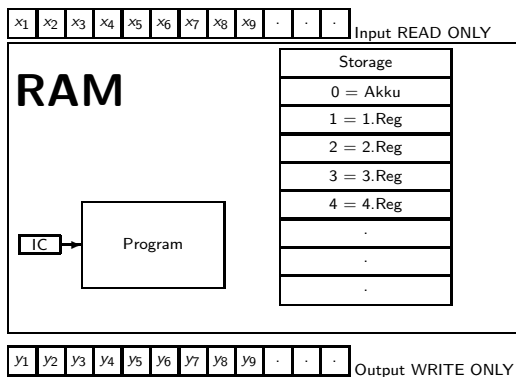 x1 x2 x3 x4 x5 x6 x7 x8 x9 · · · Input READ ONLY
RAM
Storage
0 = Akku
1 = 1.Reg
2 = 2.Reg
3 = 3.Reg
4 = 4.Reg
·
·
·
IC
Program
y1 y2 y3 y4 y5 y6 y7 y8 y9 · · · Output WRITE ONLY